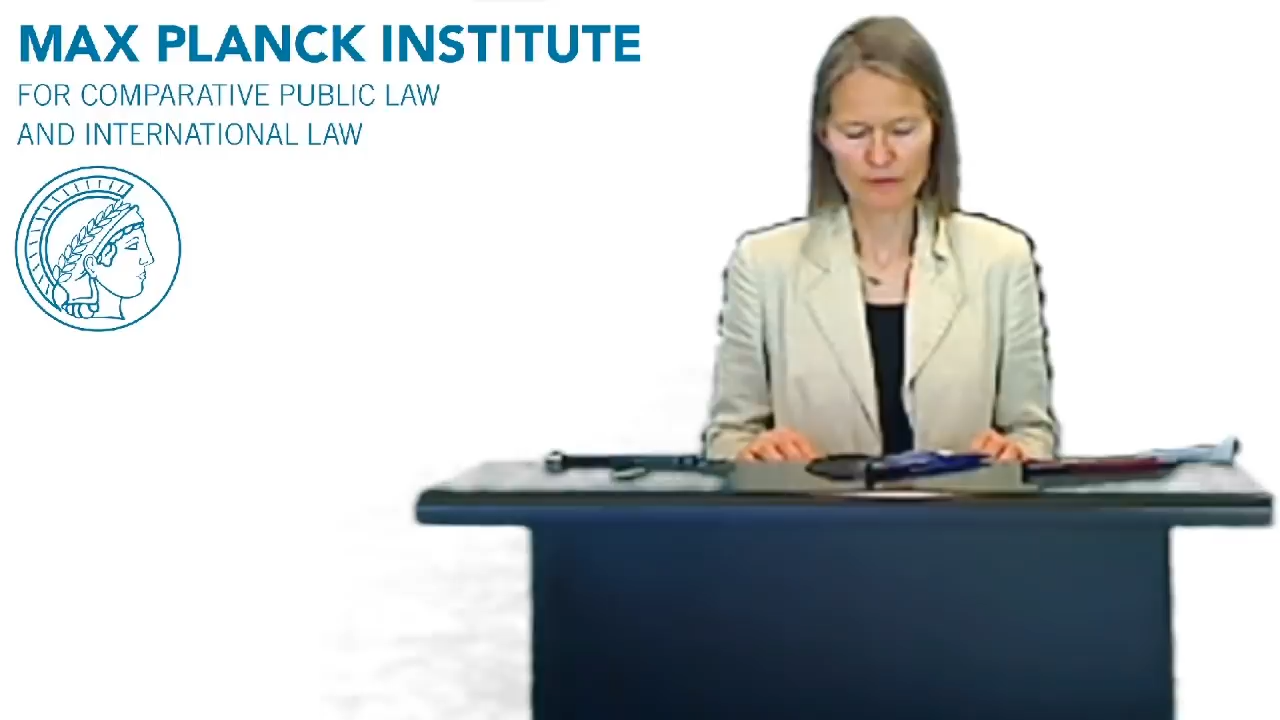 MAX PLANCK INSTITUTE
FOR COMPARATIVE PUBLIC LAW
AND INTERNATIONAL LAW